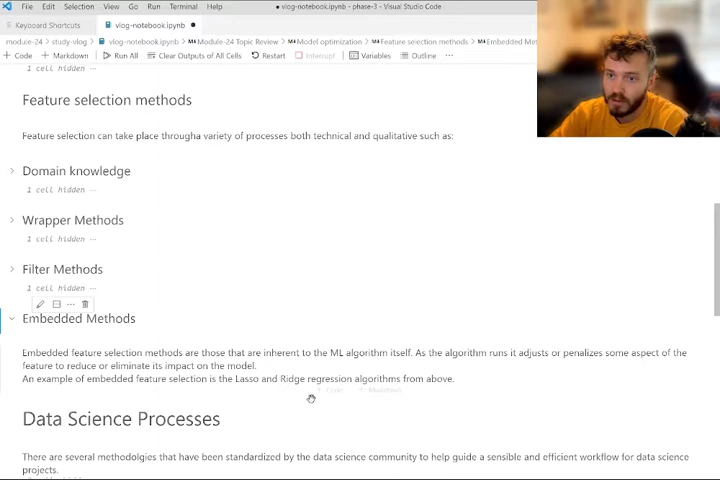 File Edit Selection View Go Run Terminal Help
• vlog-notebook.ipynb - phase-3 - Visual Studio Code
Keyboard Shortcuts
vlog-notebook.ipynb
module-24 > study-vlog > vlog-notebook.ipynb > M↓Module-24 Topic Review > M↓Model optimization > M↓Feature selection methods > M↓Embedded Met
+ Code + Markdown Run All Clear Outputs of All Cells Restart Interrupt Variables Outline ...
1 cell hidden ...
Feature selection methods
Feature selection can take place througha variety of processes both technical and qualitative such as:
Domain knowledge
1 cell hidden ...
Wrapper Methods
1 cell hidden ...
Filter Methods
1 cell hidden ...
Embedded Methods
Embedded feature selection methods are those that are inherent to the ML algorithm itself. As the algorithm runs it adjusts or penalizes some aspect of the
feature to reduce or eliminate its impact on the model.
An example of embedded feature selection is the Lasso and Ridge regression algorithms from above.
Data Science Processes
There are several methodolgies that have been standardized by the data science community to help guide a sensible and efficient workflow for data science
projects.